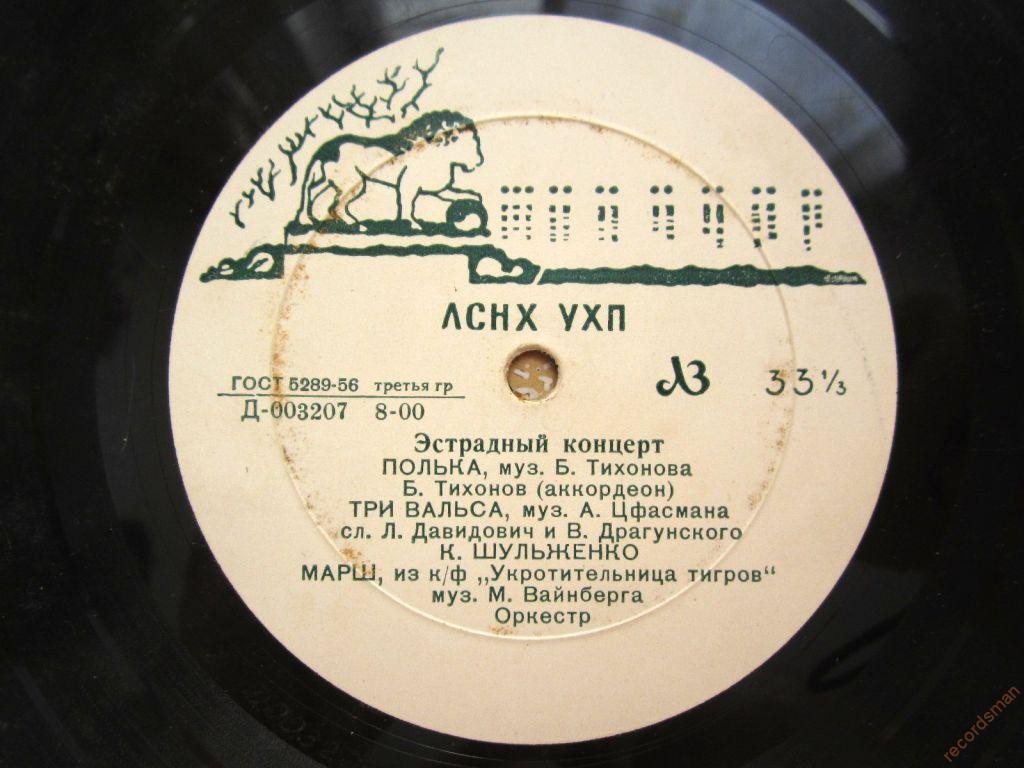 ЛСНХ УХП
ГОСТ 5289-56 третья гр
Д-003207 8-00
ЛЗ 33⅓
Эстрадный концерт
ПОЛЬКА, муз. Б. Тихонова
Б. Тихонов (аккордеон)
ТРИ ВАЛЬСА, муз. А. Цфасмана
сл. Л. Давидович и В. Драгунского
К. ШУЛЬЖЕНКО
МАРШ, из к/ф „Укротительница тигров“
муз. М. Вайнберга
Оркестр
recordsman